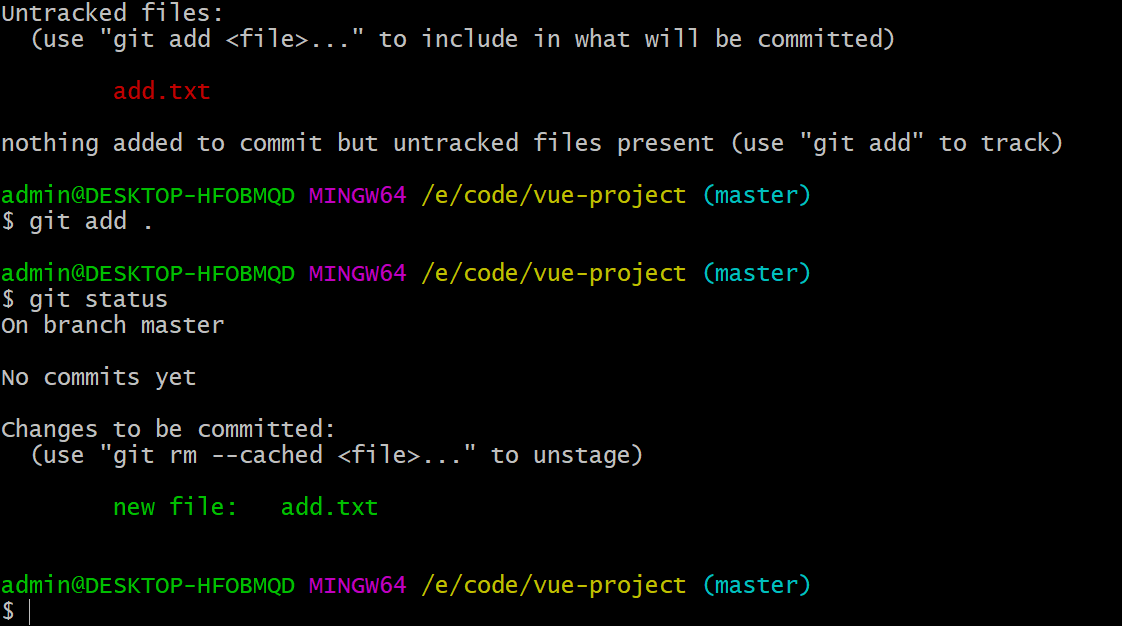 Untracked files:
  (use "git add <file>..." to include in what will be committed)
        add.txt
nothing added to commit but untracked files present (use "git add" to track)
admin@DESKTOP-HFOBMQD MINGW64 /e/code/vue-project (master)
$ git add .
admin@DESKTOP-HFOBMQD MINGW64 /e/code/vue-project (master)
$ git status
On branch master
No commits yet
Changes to be committed:
  (use "git rm --cached <file>..." to unstage)
        new file:   add.txt
admin@DESKTOP-HFOBMQD MINGW64 /e/code/vue-project (master)
$